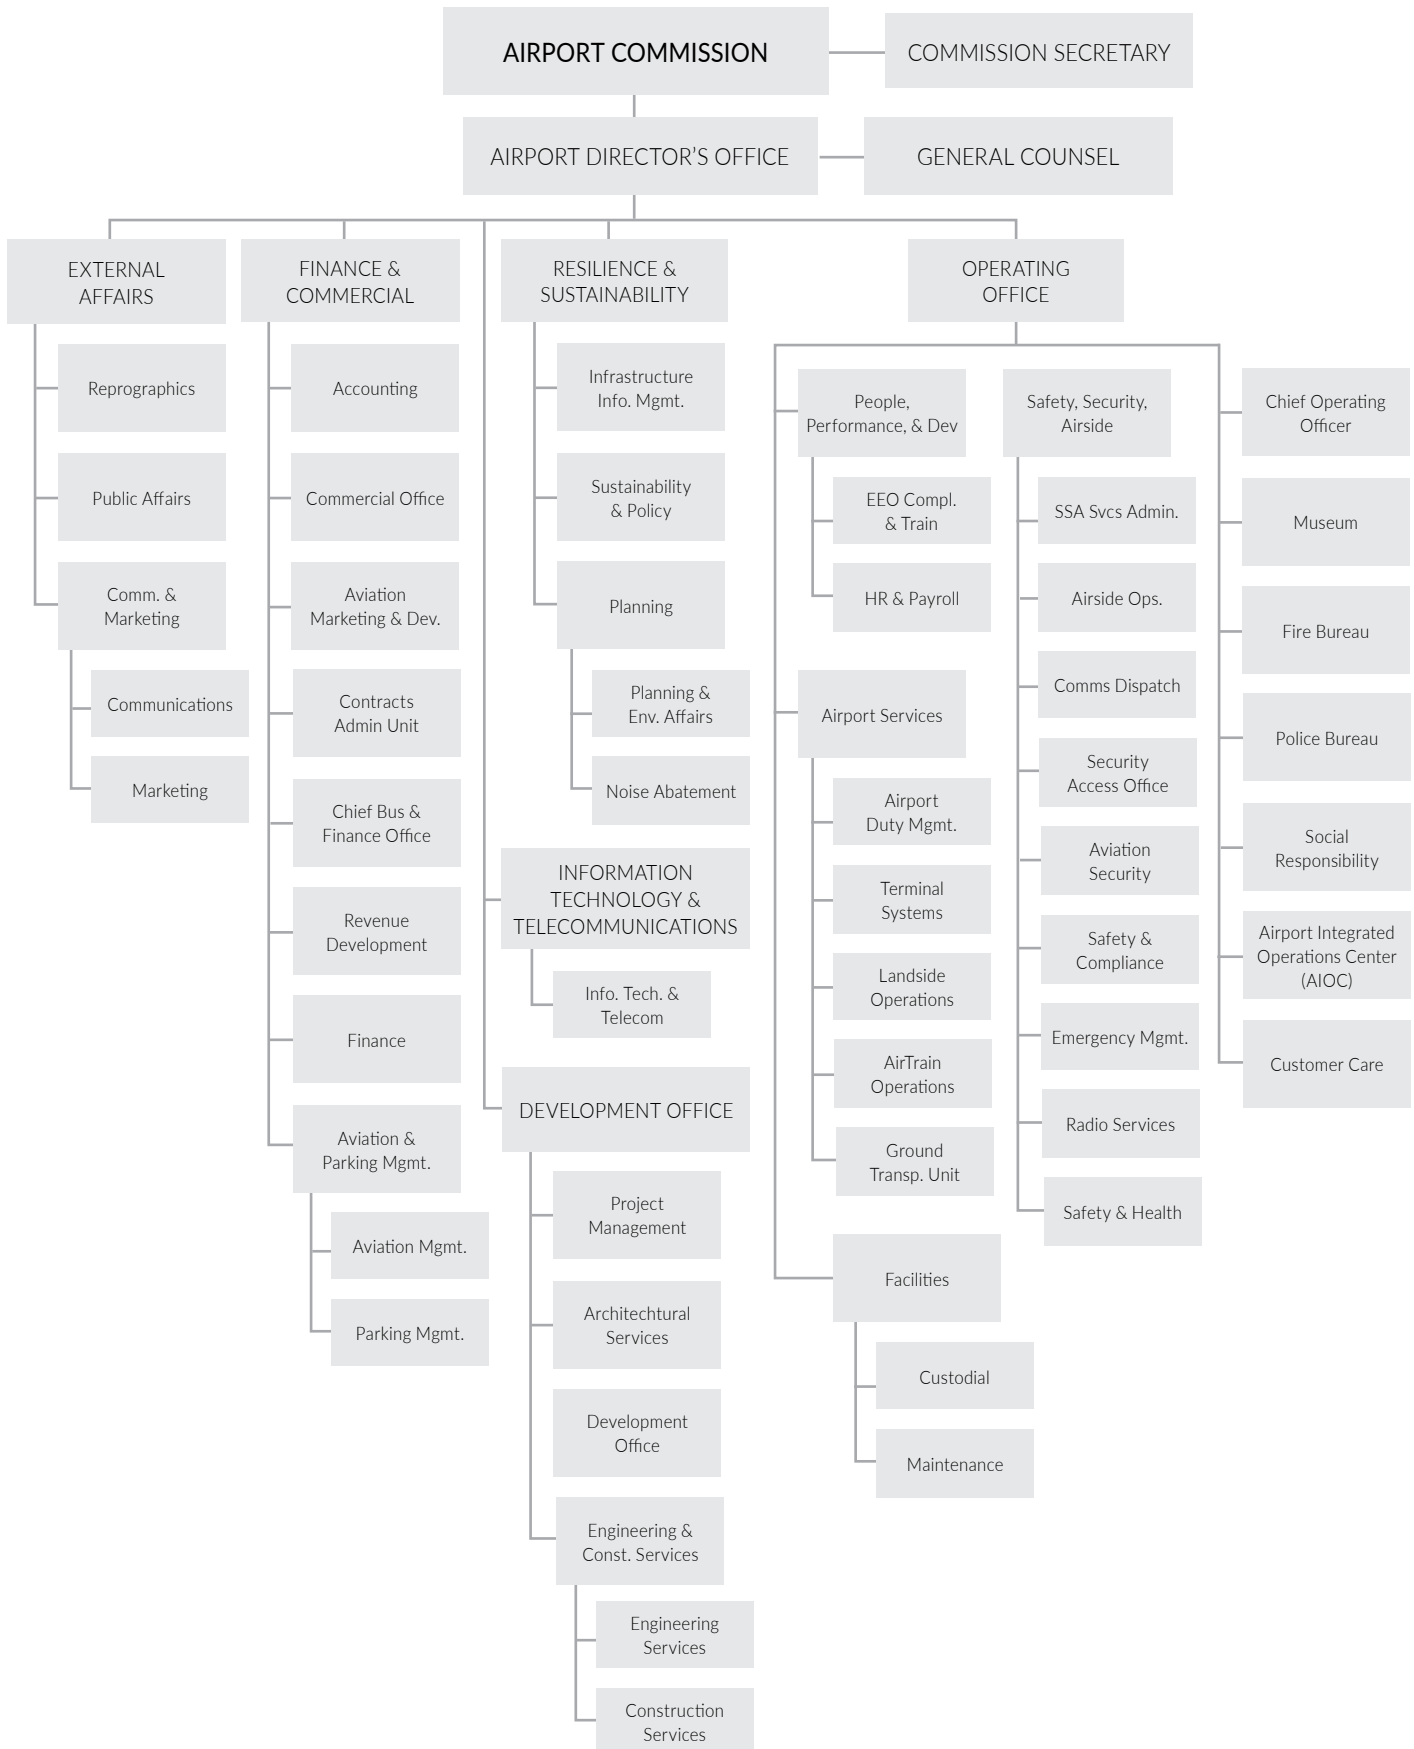 AIRPORT COMMISSION
COMMISSION SECRETARY
AIRPORT DIRECTOR’S OFFICE
GENERAL COUNSEL
EXTERNAL
AFFAIRS
Reprographics
Public Affairs
Comm. &
Marketing
Communications
Marketing
FINANCE &
COMMERCIAL
Accounting
Commercial Office
Aviation
Marketing & Dev.
Contracts
Admin Unit
Chief Bus &
Finance Office
Revenue
Development
Finance
Aviation &
Parking Mgmt.
Aviation Mgmt.
Parking Mgmt.
RESILIENCE &
SUSTAINABILITY
Infrastructure
Info. Mgmt.
Sustainability
& Policy
Planning
Planning &
Env. Affairs
Noise Abatement
INFORMATION
TECHNOLOGY &
TELECOMMUNICATIONS
Info. Tech. &
Telecom
DEVELOPMENT OFFICE
Project
Management
Architechtural
Services
Development
Office
Engineering &
Const. Services
Engineering
Services
Construction
Services
OPERATING
OFFICE
People,
Performance, & Dev
EEO Compl.
& Train
HR & Payroll
Airport Services
Airport
Duty Mgmt.
Terminal
Systems
Landside
Operations
AirTrain
Operations
Ground
Transp. Unit
Facilities
Custodial
Maintenance
Safety, Security,
Airside
SSA Svcs Admin.
Airside Ops.
Comms Dispatch
Security
Access Office
Aviation
Security
Safety &
Compliance
Emergency Mgmt.
Radio Services
Safety & Health
Chief Operating
Officer
Museum
Fire Bureau
Police Bureau
Social
Responsibility
Airport Integrated
Operations Center
(AIOC)
Customer Care